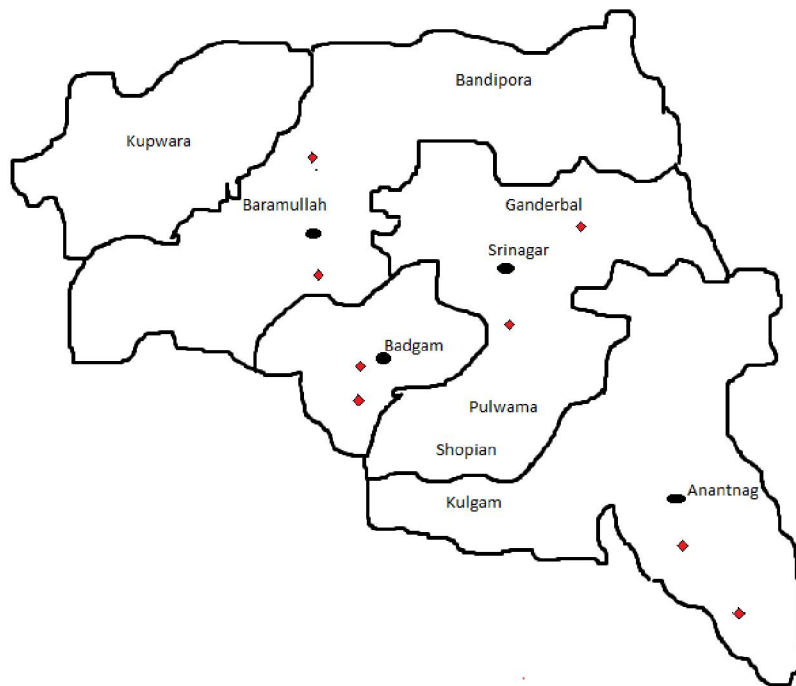 Bandipora
Kupwara
Baramullah
Ganderbal
Srinagar
Badgam
Pulwama
Shopian
Anantnag
Kulgam